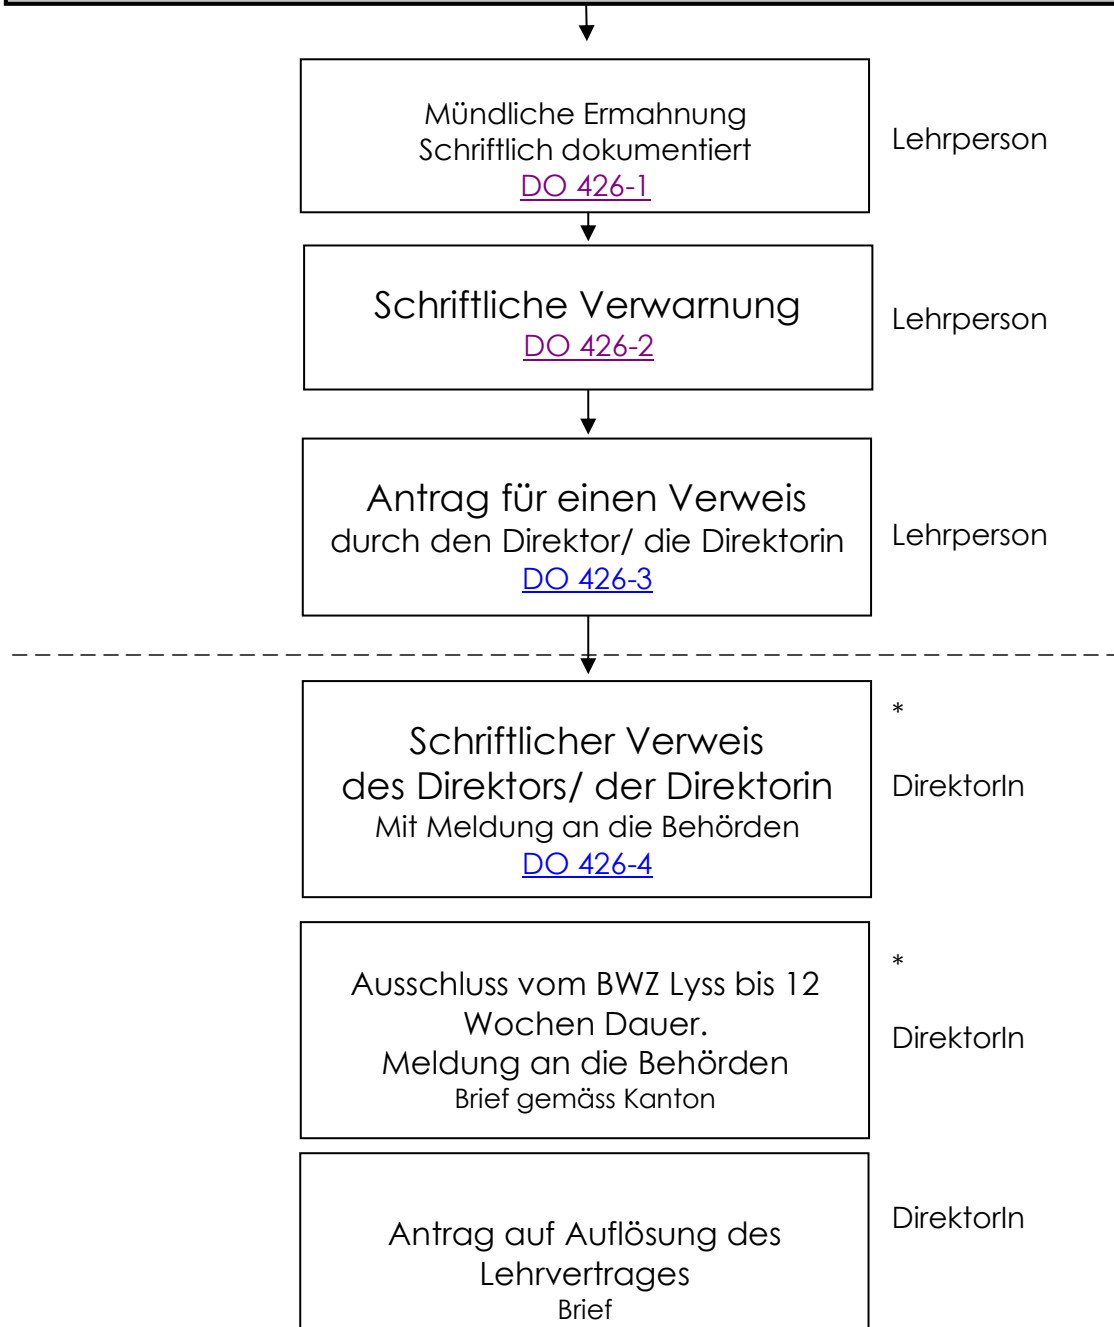 Mündliche Ermahnung
Schriftlich dokumentiert
DO 426-1
Lehrperson
Schriftliche Verwarnung
DO 426-2
Lehrperson
Antrag für einen Verweis
durch den Direktor/ die Direktorin
DO 426-3
Lehrperson
Schriftlicher Verweis
des Direktors/ der Direktorin
Mit Meldung an die Behörden
DO 426-4
*
DirektorIn
Ausschluss vom BWZ Lyss bis 12
Wochen Dauer.
Meldung an die Behörden
Brief gemäss Kanton
*
DirektorIn
Antrag auf Auflösung des
Lehrvertrages
Brief
DirektorIn